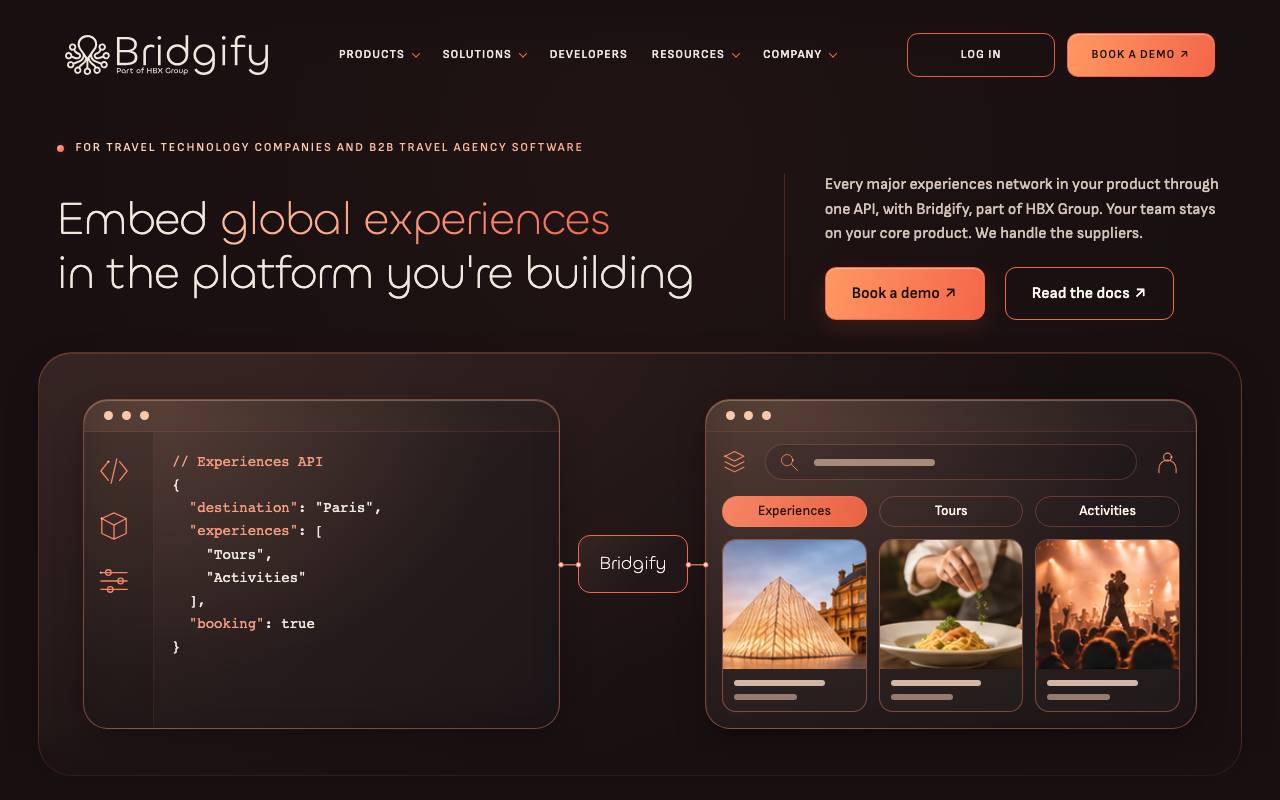 Bridgify
Part of HBX Group
PRODUCTS
SOLUTIONS
DEVELOPERS
RESOURCES
COMPANY
LOG IN
BOOK A DEMO ↗
FOR TRAVEL TECHNOLOGY COMPANIES AND B2B TRAVEL AGENCY SOFTWARE
Embed global experiences
in the platform you're building
Every major experiences network in your product through
one API, with Bridgify, part of HBX Group. Your team stays
on your core product. We handle the suppliers.
Book a demo ↗
Read the docs ↗
// Experiences API
{
"destination": "Paris",
"experiences": [
"Tours",
"Activities"
],
"booking": true
}
Bridgify
Experiences
Tours
Activities